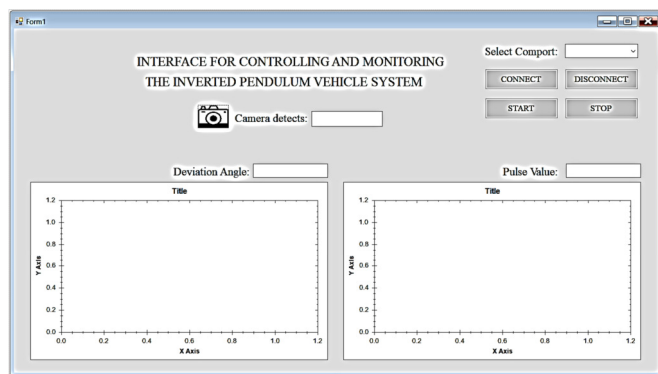 Form1
INTERFACE FOR CONTROLLING AND MONITORING
THE INVERTED PENDULUM VEHICLE SYSTEM
Select Comport:
CONNECT DISCONNECT
START STOP
Camera detects:
Deviation Angle:
Pulse Value:
Title
1.2
1.0
0.8
0.6
0.4
0.2
0.0
Y Axis
0.0 0.2 0.4 0.6 0.8 1.0 1.2
X Axis
Title
1.2
1.0
0.8
0.6
0.4
0.2
0.0
Y Axis
0.0 0.2 0.4 0.6 0.8 1.0 1.2
X Axis